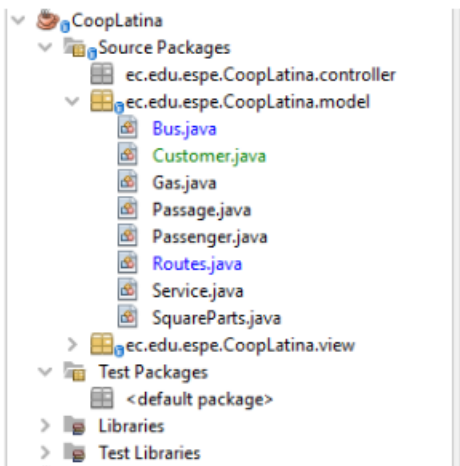 CoopLatina
Source Packages
ec.edu.espe.CoopLatina.controller
ec.edu.espe.CoopLatina.model
Bus.java
Customer.java
Gas.java
Passage.java
Passenger.java
Routes.java
Service.java
SquareParts.java
ec.edu.espe.CoopLatina.view
Test Packages
<default package>
Libraries
Test Libraries